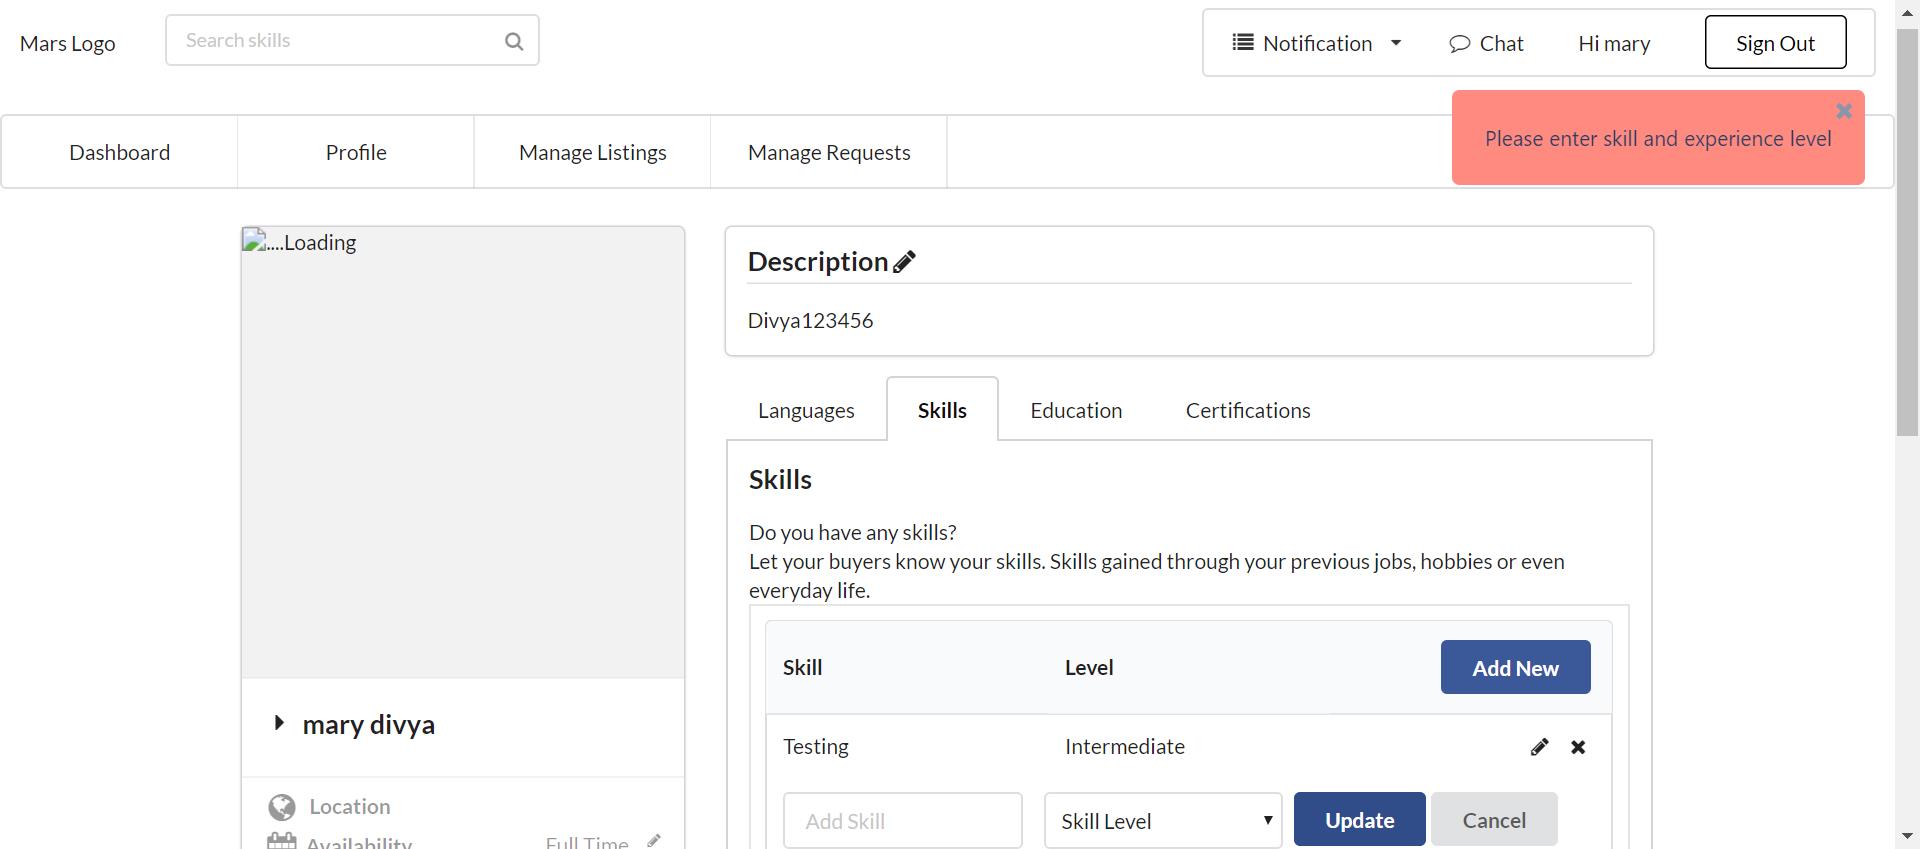 Mars Logo
Search skills
Notification
Chat
Hi mary
Sign Out
Please enter skill and experience level
Dashboard
Profile
Manage Listings
Manage Requests
....Loading
Description
Divya123456
Languages
Skills
Education
Certifications
Skills
Do you have any skills?
Let your buyers know your skills. Skills gained through your previous jobs, hobbies or even
everyday life.
Skill
Level
Add New
Testing
Intermediate
Add Skill
Skill Level
Update
Cancel
mary divya
Location
Availability
Full Time